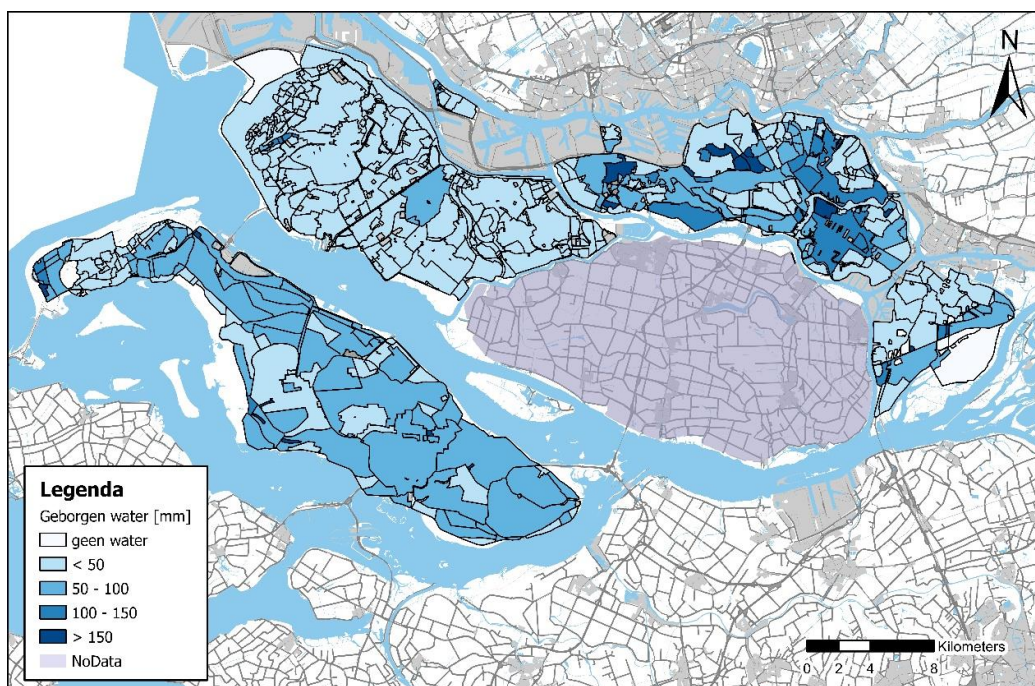 N
Legenda
Geborgen water [mm]
geen water
< 50
50 - 100
100 - 150
> 150
NoData
Kilometers
0 2 4 8